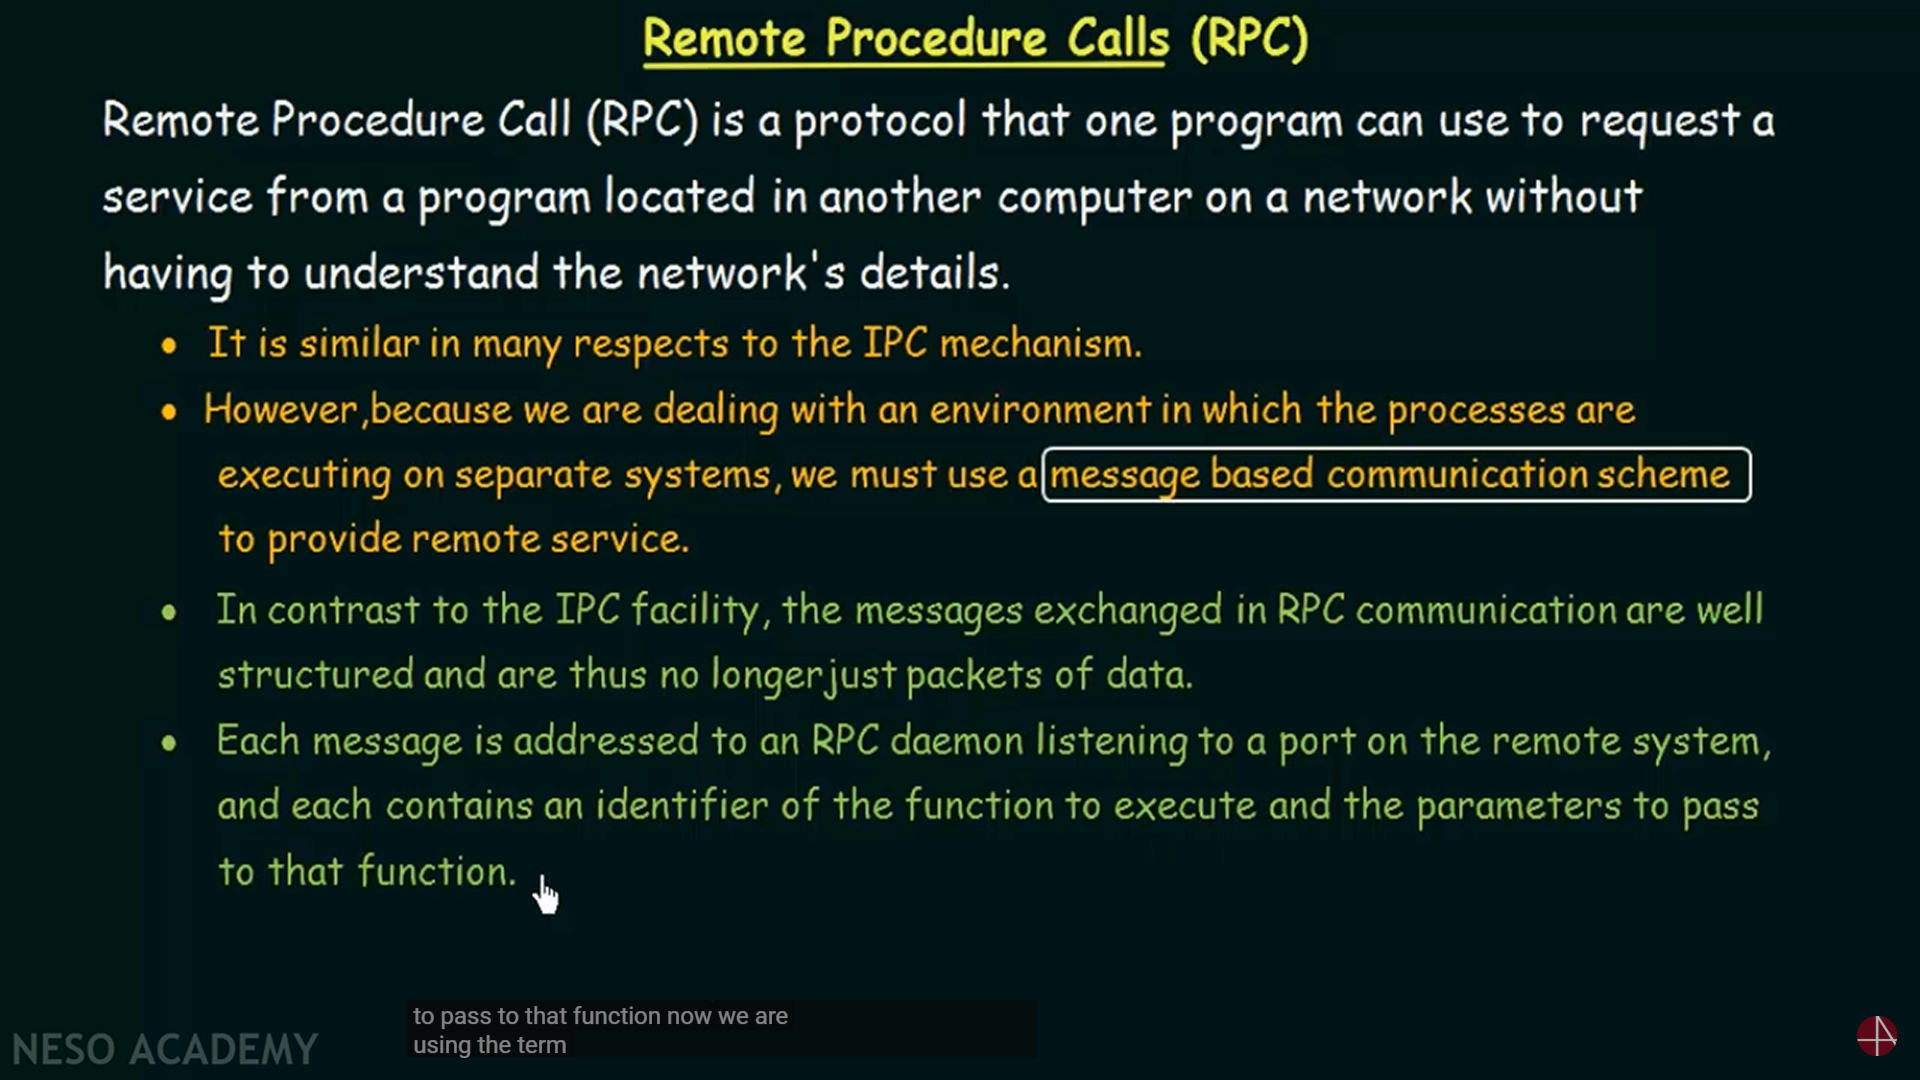 Remote Procedure Calls (RPC)
Remote Procedure Call (RPC) is a protocol that one program can use to request a
service from a program located in another computer on a network without
having to understand the network's details.
• It is similar in many respects to the IPC mechanism.
• However,because we are dealing with an environment in which the processes are
executing on separate systems, we must use a message based communication scheme
to provide remote service.
• In contrast to the IPC facility, the messages exchanged in RPC communication are well
structured and are thus no longer just packets of data.
• Each message is addressed to an RPC daemon listening to a port on the remote system,
and each contains an identifier of the function to execute and the parameters to pass
to that function.
to pass to that function now we are
using the term
NESO ACADEMY